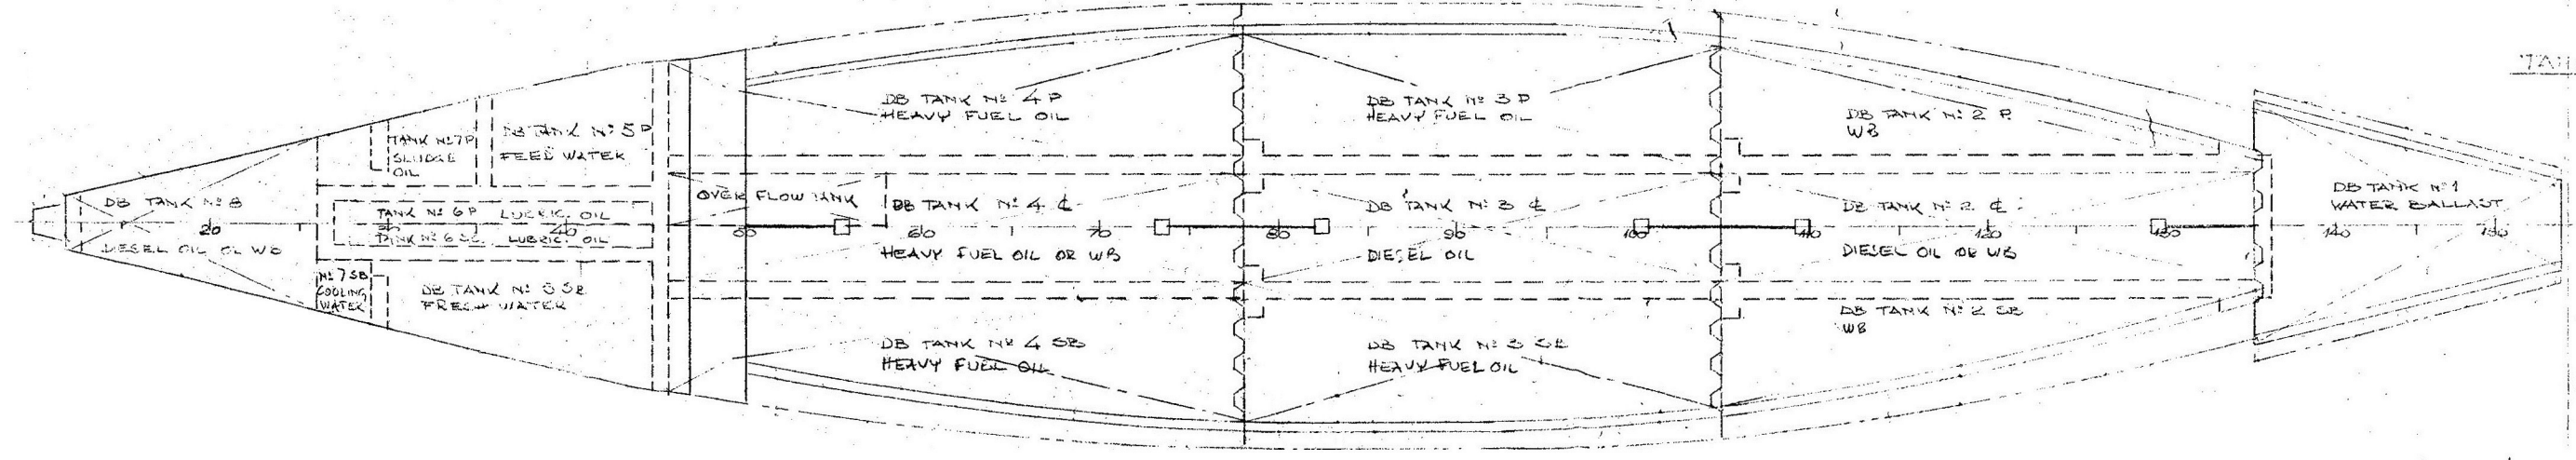 TAN
DB TANK Nº 4 P
HEAVY FUEL OIL
DB TANK Nº 3 P
HEAVY FUEL OIL
DB TANK Nº 2 P.
WB
TANK Nº 7P
SLUDGE
OIL
DB TANK Nº 5P
FEED WATER
DB TANK Nº 8
DIESEL OIL OR WB
20
TANK Nº 6P LUBRIC. OIL
40
TANK Nº 6 LUBRIC. OIL
OVER FLOW TANK
DB TANK Nº 4 ℄
HEAVY FUEL OIL OR WB
DB TANK Nº 3 ℄
DIESEL OIL
DB TANK Nº 2 ℄
DIESEL OIL OR WB
DB TANK Nº 1
WATER BALLAST
50 60 70 80 90 100 110 120 130 140 150
Nº 7 SB
COOLING
WATER
DB TANK Nº 5 SB
FRESH WATER
DB TANK Nº 4 SB
HEAVY FUEL OIL
DB TANK Nº 3 SB
HEAVY FUEL OIL
DB TANK Nº 2 SB
WB